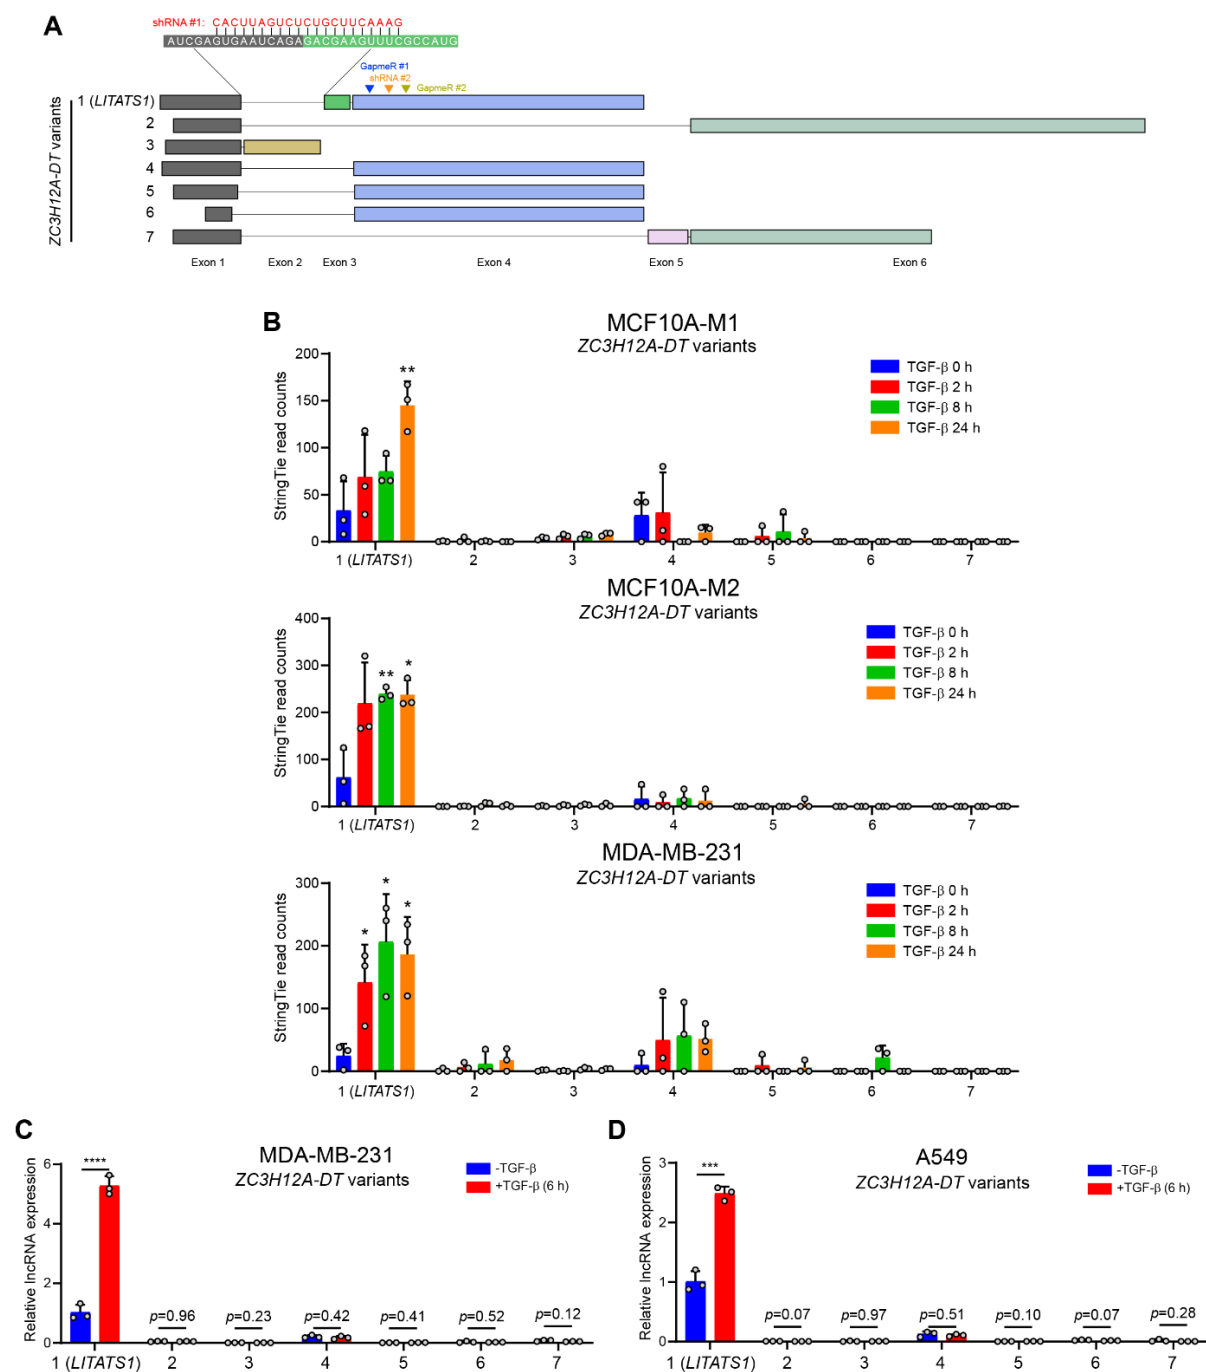 A
shRNA #1: CACUUAGUCUCUGCUUCAAAG
AUCGAGUGAAUCAGAGACGAAGUUUCGCCAUG
GapmeR #1
shRNA #2
GapmeR #2
ZC3H12A-DT variants
1 (LITATS1)
2
3
4
5
6
7
Exon 1 Exon 2 Exon 3 Exon 4 Exon 5 Exon 6
B
MCF10A-M1
ZC3H12A-DT variants
StringTie read counts
200
150
100
50
0
**
TGF-β 0 h
TGF-β 2 h
TGF-β 8 h
TGF-β 24 h
1 (LITATS1) 2 3 4 5 6 7
MCF10A-M2
ZC3H12A-DT variants
StringTie read counts
400
300
200
100
0
** *
TGF-β 0 h
TGF-β 2 h
TGF-β 8 h
TGF-β 24 h
1 (LITATS1) 2 3 4 5 6 7
MDA-MB-231
ZC3H12A-DT variants
StringTie read counts
300
200
100
0
* * *
TGF-β 0 h
TGF-β 2 h
TGF-β 8 h
TGF-β 24 h
1 (LITATS1) 2 3 4 5 6 7
C
MDA-MB-231
ZC3H12A-DT variants
Relative lncRNA expression
6
4
2
0
****
-TGF-β
+TGF-β (6 h)
p=0.96 p=0.23 p=0.42 p=0.41 p=0.52 p=0.12
1 (LITATS1) 2 3 4 5 6 7
D
A549
ZC3H12A-DT variants
Relative lncRNA expression
3
2
1
0
***
-TGF-β
+TGF-β (6 h)
p=0.07 p=0.97 p=0.51 p=0.10 p=0.07 p=0.28
1 (LITATS1) 2 3 4 5 6 7